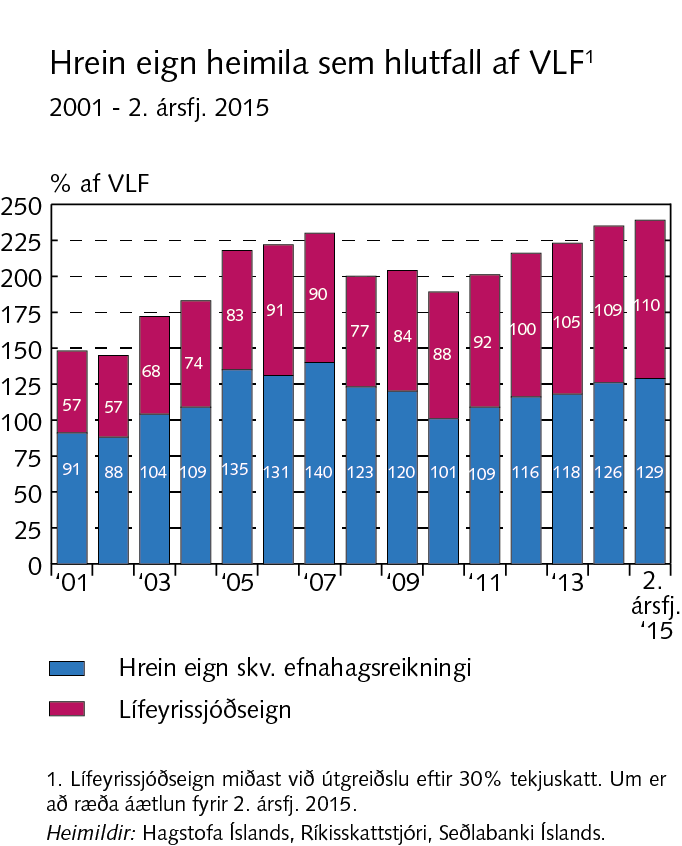 Hrein eign heimila sem hlutfall af VLF¹
2001 - 2. ársfj. 2015
% af VLF
250
225
200
175
150
125
100
75
50
25
0
57 57 68 74 83 91 90 77 84 88 92 100 105 109 110
91 88 104 109 135 131 140 123 120 101 109 116 118 126 129
‘01 ‘03 ‘05 ‘07 ‘09 ‘11 ‘13 2.
ársfj.
‘15
Hrein eign skv. efnahagsreikningi
Lífeyrissjóðseign
1. Lífeyrissjóðseign miðast við útgreiðslu eftir 30% tekjuskatt. Um er
að ræða áætlun fyrir 2. ársfj. 2015.
Heimildir: Hagstofa Íslands, Ríkisskattstjóri, Seðlabanki Íslands.